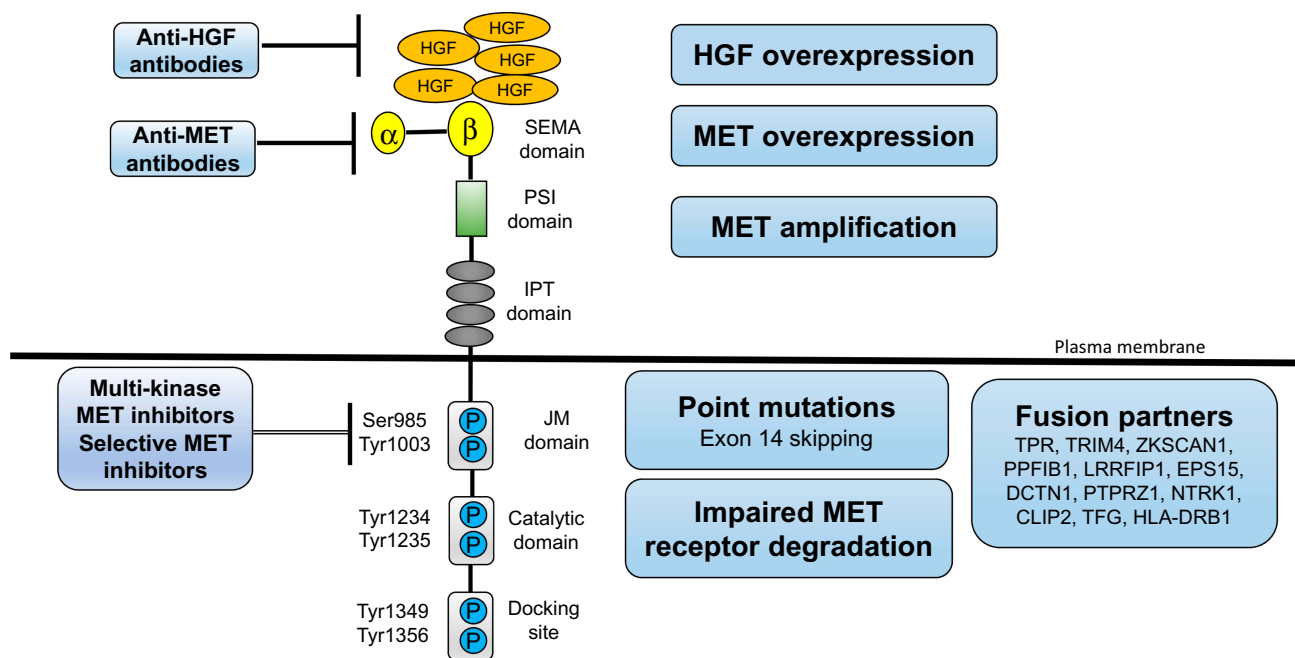 Anti-HGF
antibodies
HGF
HGF
HGF
HGF
HGF
HGF overexpression
Anti-MET
antibodies
α
β
SEMA
domain
MET overexpression
PSI
domain
MET amplification
IPT
domain
Plasma membrane
Multi-kinase
MET inhibitors
Selective MET
inhibitors
Ser985
Tyr1003
P
P
JM
domain
Point mutations
Exon 14 skipping
Fusion partners
TPR, TRIM4, ZKSCAN1,
PPFIB1, LRRFIP1, EPS15,
DCTN1, PTPRZ1, NTRK1,
CLIP2, TFG, HLA-DRB1
Tyr1234
Tyr1235
P
P
Catalytic
domain
Impaired MET
receptor degradation
Tyr1349
Tyr1356
P
P
Docking
site